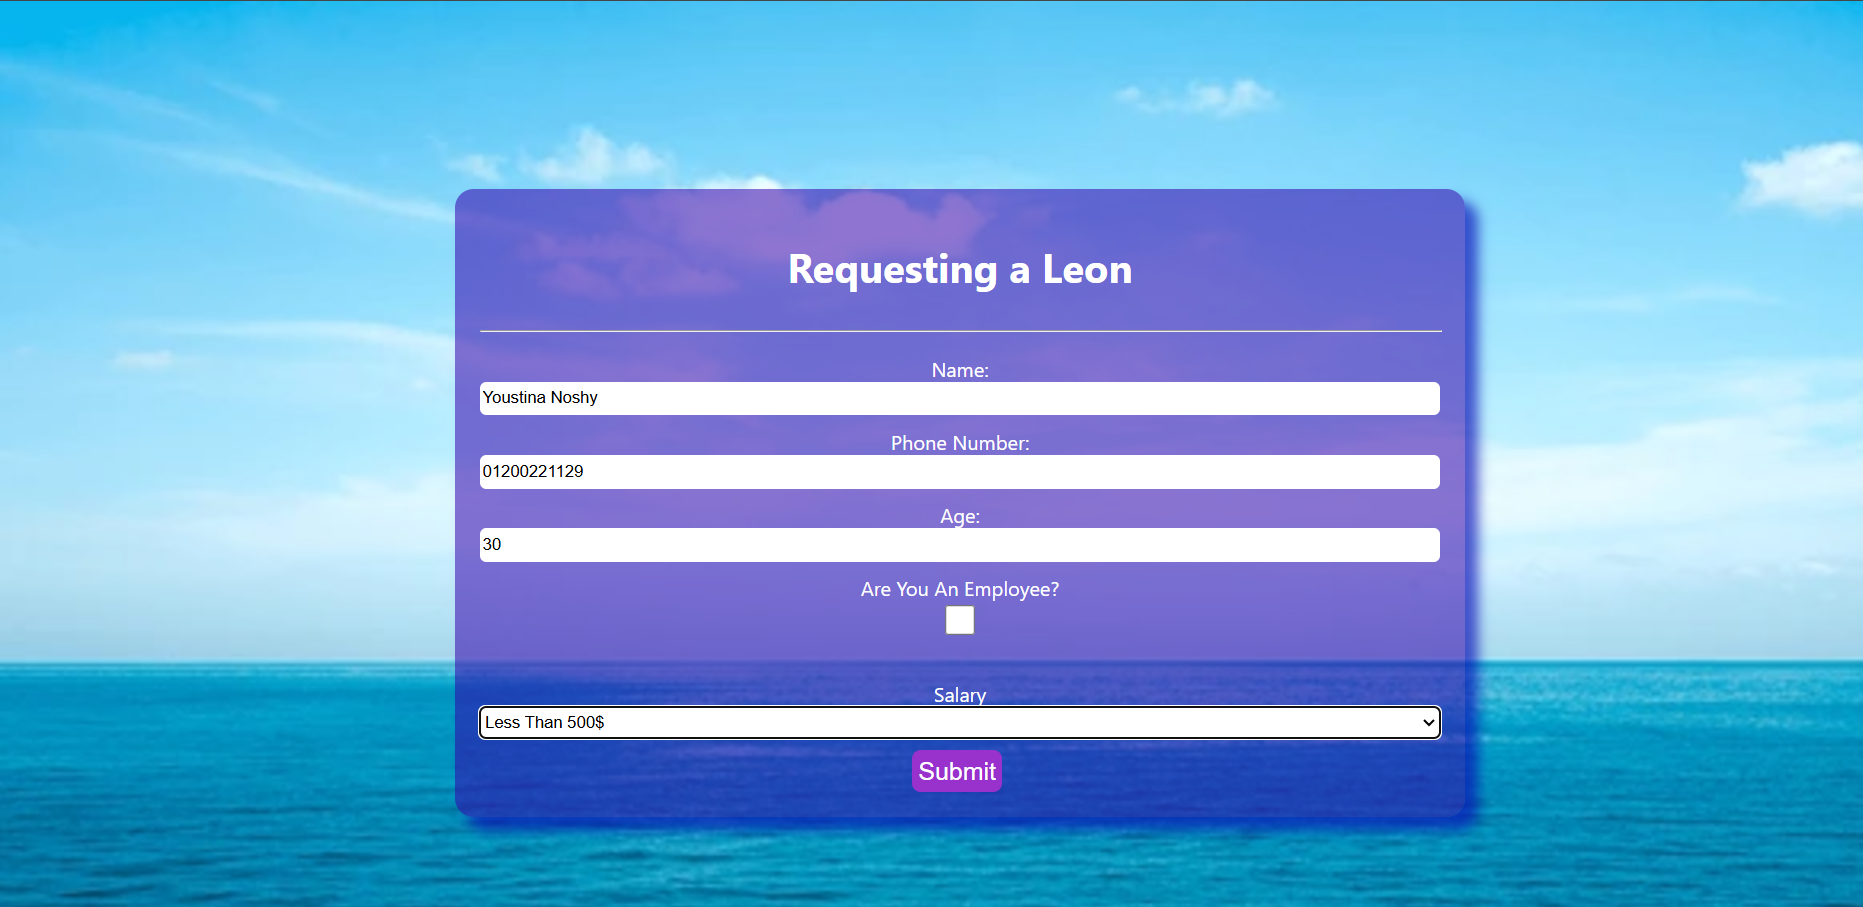 Requesting a Leon
Name:
Youstina Noshy
Phone Number:
01200221129
Age:
30
Are You An Employee?
Salary
Less Than 500$
Submit